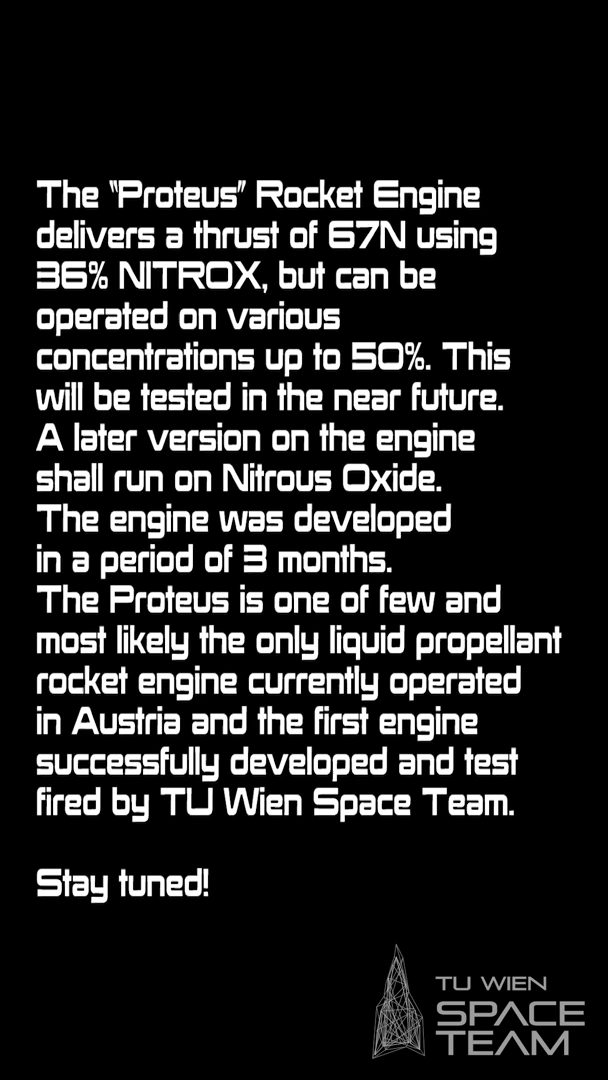 The “Proteus” Rocket Engine
delivers a thrust of 67N using
36% NITROX, but can be
operated on various
concentrations up to 50%. This
will be tested in the near future.
A later version on the engine
shall run on Nitrous Oxide.
The engine was developed
in a period of 3 months.
The Proteus is one of few and
most likely the only liquid propellant
rocket engine currently operated
in Austria and the first engine
successfully developed and test
fired by TU Wien Space Team.
Stay tuned!
TU WIEN
SPACE
TEAM